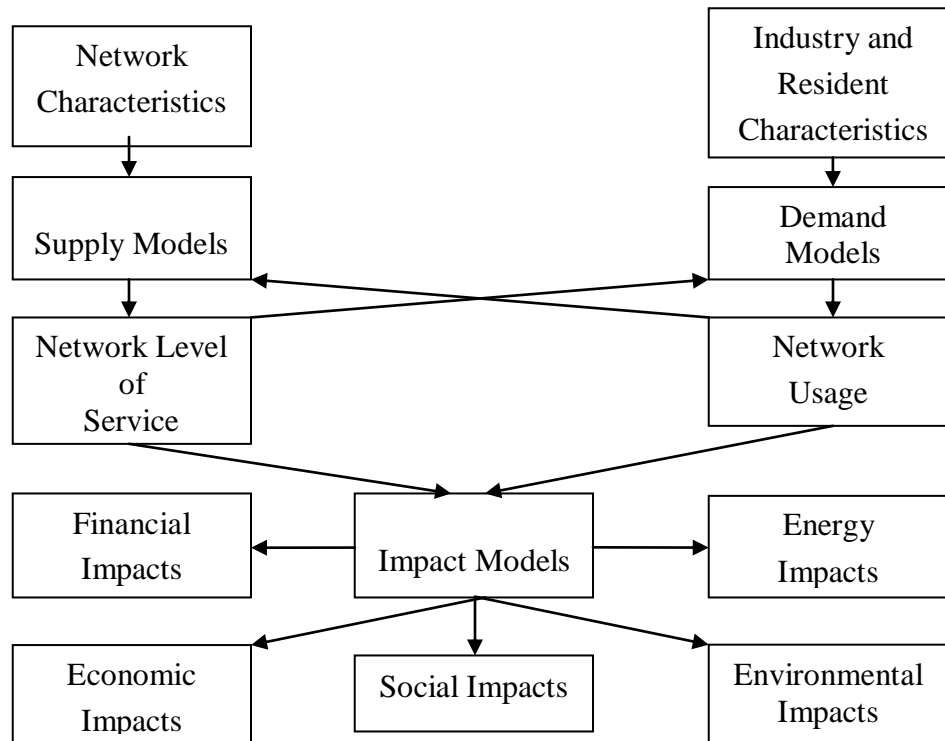 Network
Characteristics
Industry and
Resident
Characteristics
Supply Models
Demand
Models
Network Level
of
Service
Network
Usage
Financial
Impacts
Impact Models
Energy
Impacts
Economic
Impacts
Social Impacts
Environmental
Impacts